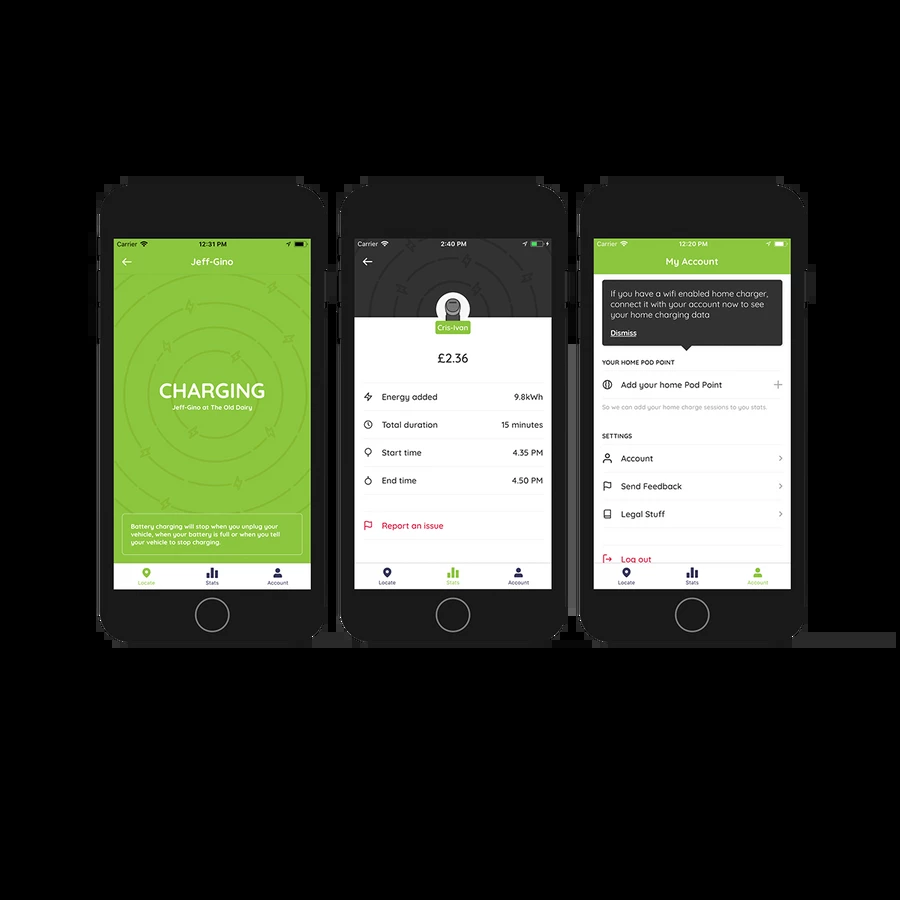 Carrier 12:31 PM
Jeff-Gino
CHARGING
Jeff-Gino at The Old Dairy
Battery charging will stop when you unplug your
vehicle, when your battery is full or when you tell
your vehicle to stop charging.
Locate Stats Account
Carrier 2:40 PM
Cris-Ivan
£2.36
Energy added 9.8kWh
Total duration 15 minutes
Start time 4.35 PM
End time 4.50 PM
Report an issue
Locate Stats Account
Carrier 12:20 PM
My Account
If you have a wifi enabled home charger,
connect it with your account now to see
your home charging data
Dismiss
YOUR HOME POD POINT
Add your home Pod Point
So we can add your home charge sessions to you stats.
SETTINGS
Account
Send Feedback
Legal Stuff
Log out
Locate Stats Account